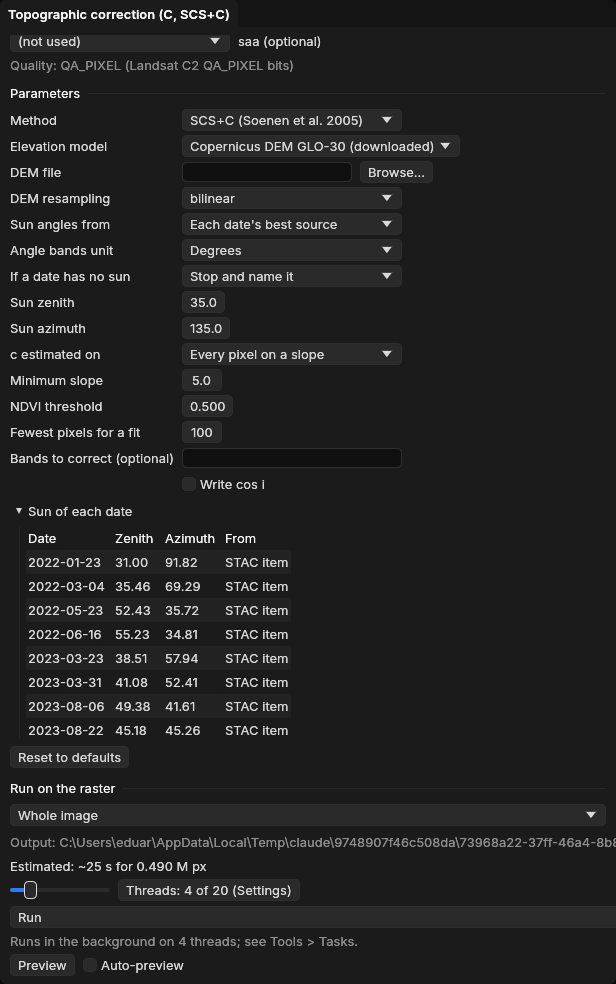 Topographic correction (C, SCS+C)
(not used) saa (optional)
Quality: QA_PIXEL (Landsat C2 QA_PIXEL bits)
Parameters
Method SCS+C (Soenen et al. 2005)
Elevation model Copernicus DEM GLO-30 (downloaded)
DEM file Browse...
DEM resampling bilinear
Sun angles from Each date's best source
Angle bands unit Degrees
If a date has no sun Stop and name it
Sun zenith 35.0
Sun azimuth 135.0
c estimated on Every pixel on a slope
Minimum slope 5.0
NDVI threshold 0.500
Fewest pixels for a fit 100
Bands to correct (optional)
Write cos i
Sun of each date
Date Zenith Azimuth From
2022-01-23 31.00 91.82 STAC item
2022-03-04 35.46 69.29 STAC item
2022-05-23 52.43 35.72 STAC item
2022-06-16 55.23 34.81 STAC item
2023-03-23 38.51 57.94 STAC item
2023-03-31 41.08 52.41 STAC item
2023-08-06 49.38 41.61 STAC item
2023-08-22 45.18 45.26 STAC item
Reset to defaults
Run on the raster
Whole image
Output: C:\Users\eduar\AppData\Local\Temp\claude\9748907f46c508da\73968a22-37ff-46a4-8b8
Estimated: ~25 s for 0.490 M px
Threads: 4 of 20 (Settings)
Run
Runs in the background on 4 threads; see Tools > Tasks.
Preview Auto-preview